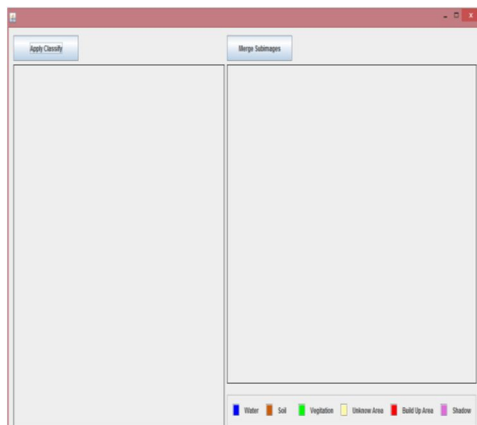 Apply Classify
Merge Subimages
Water Soil Vegitation Unknow Area Build Up Area Shadow